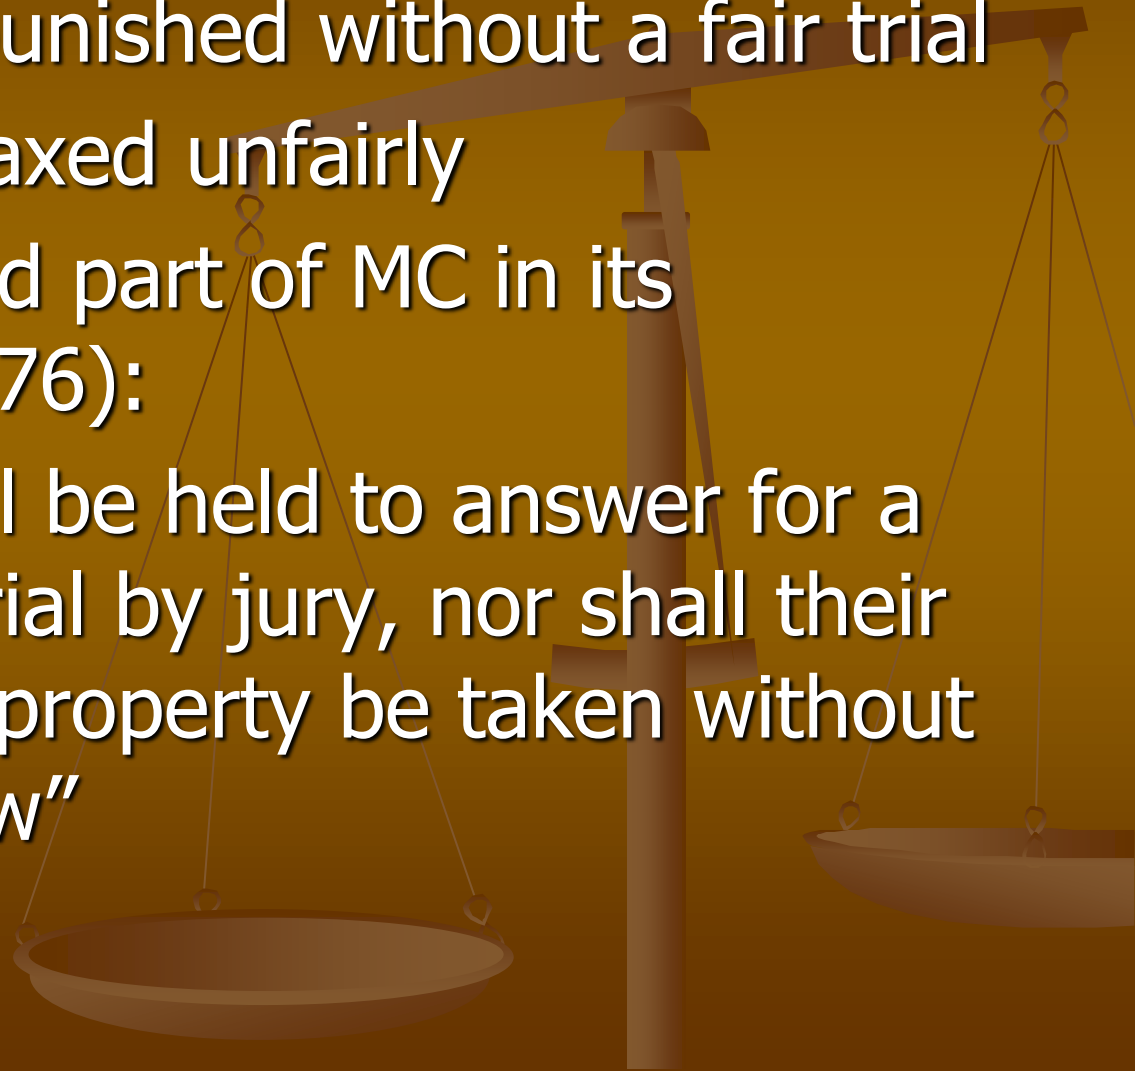 unished without a fair trial
axed unfairly
d part of MC in its
76):
l be held to answer for a
rial by jury, nor shall their
property be taken without
w”